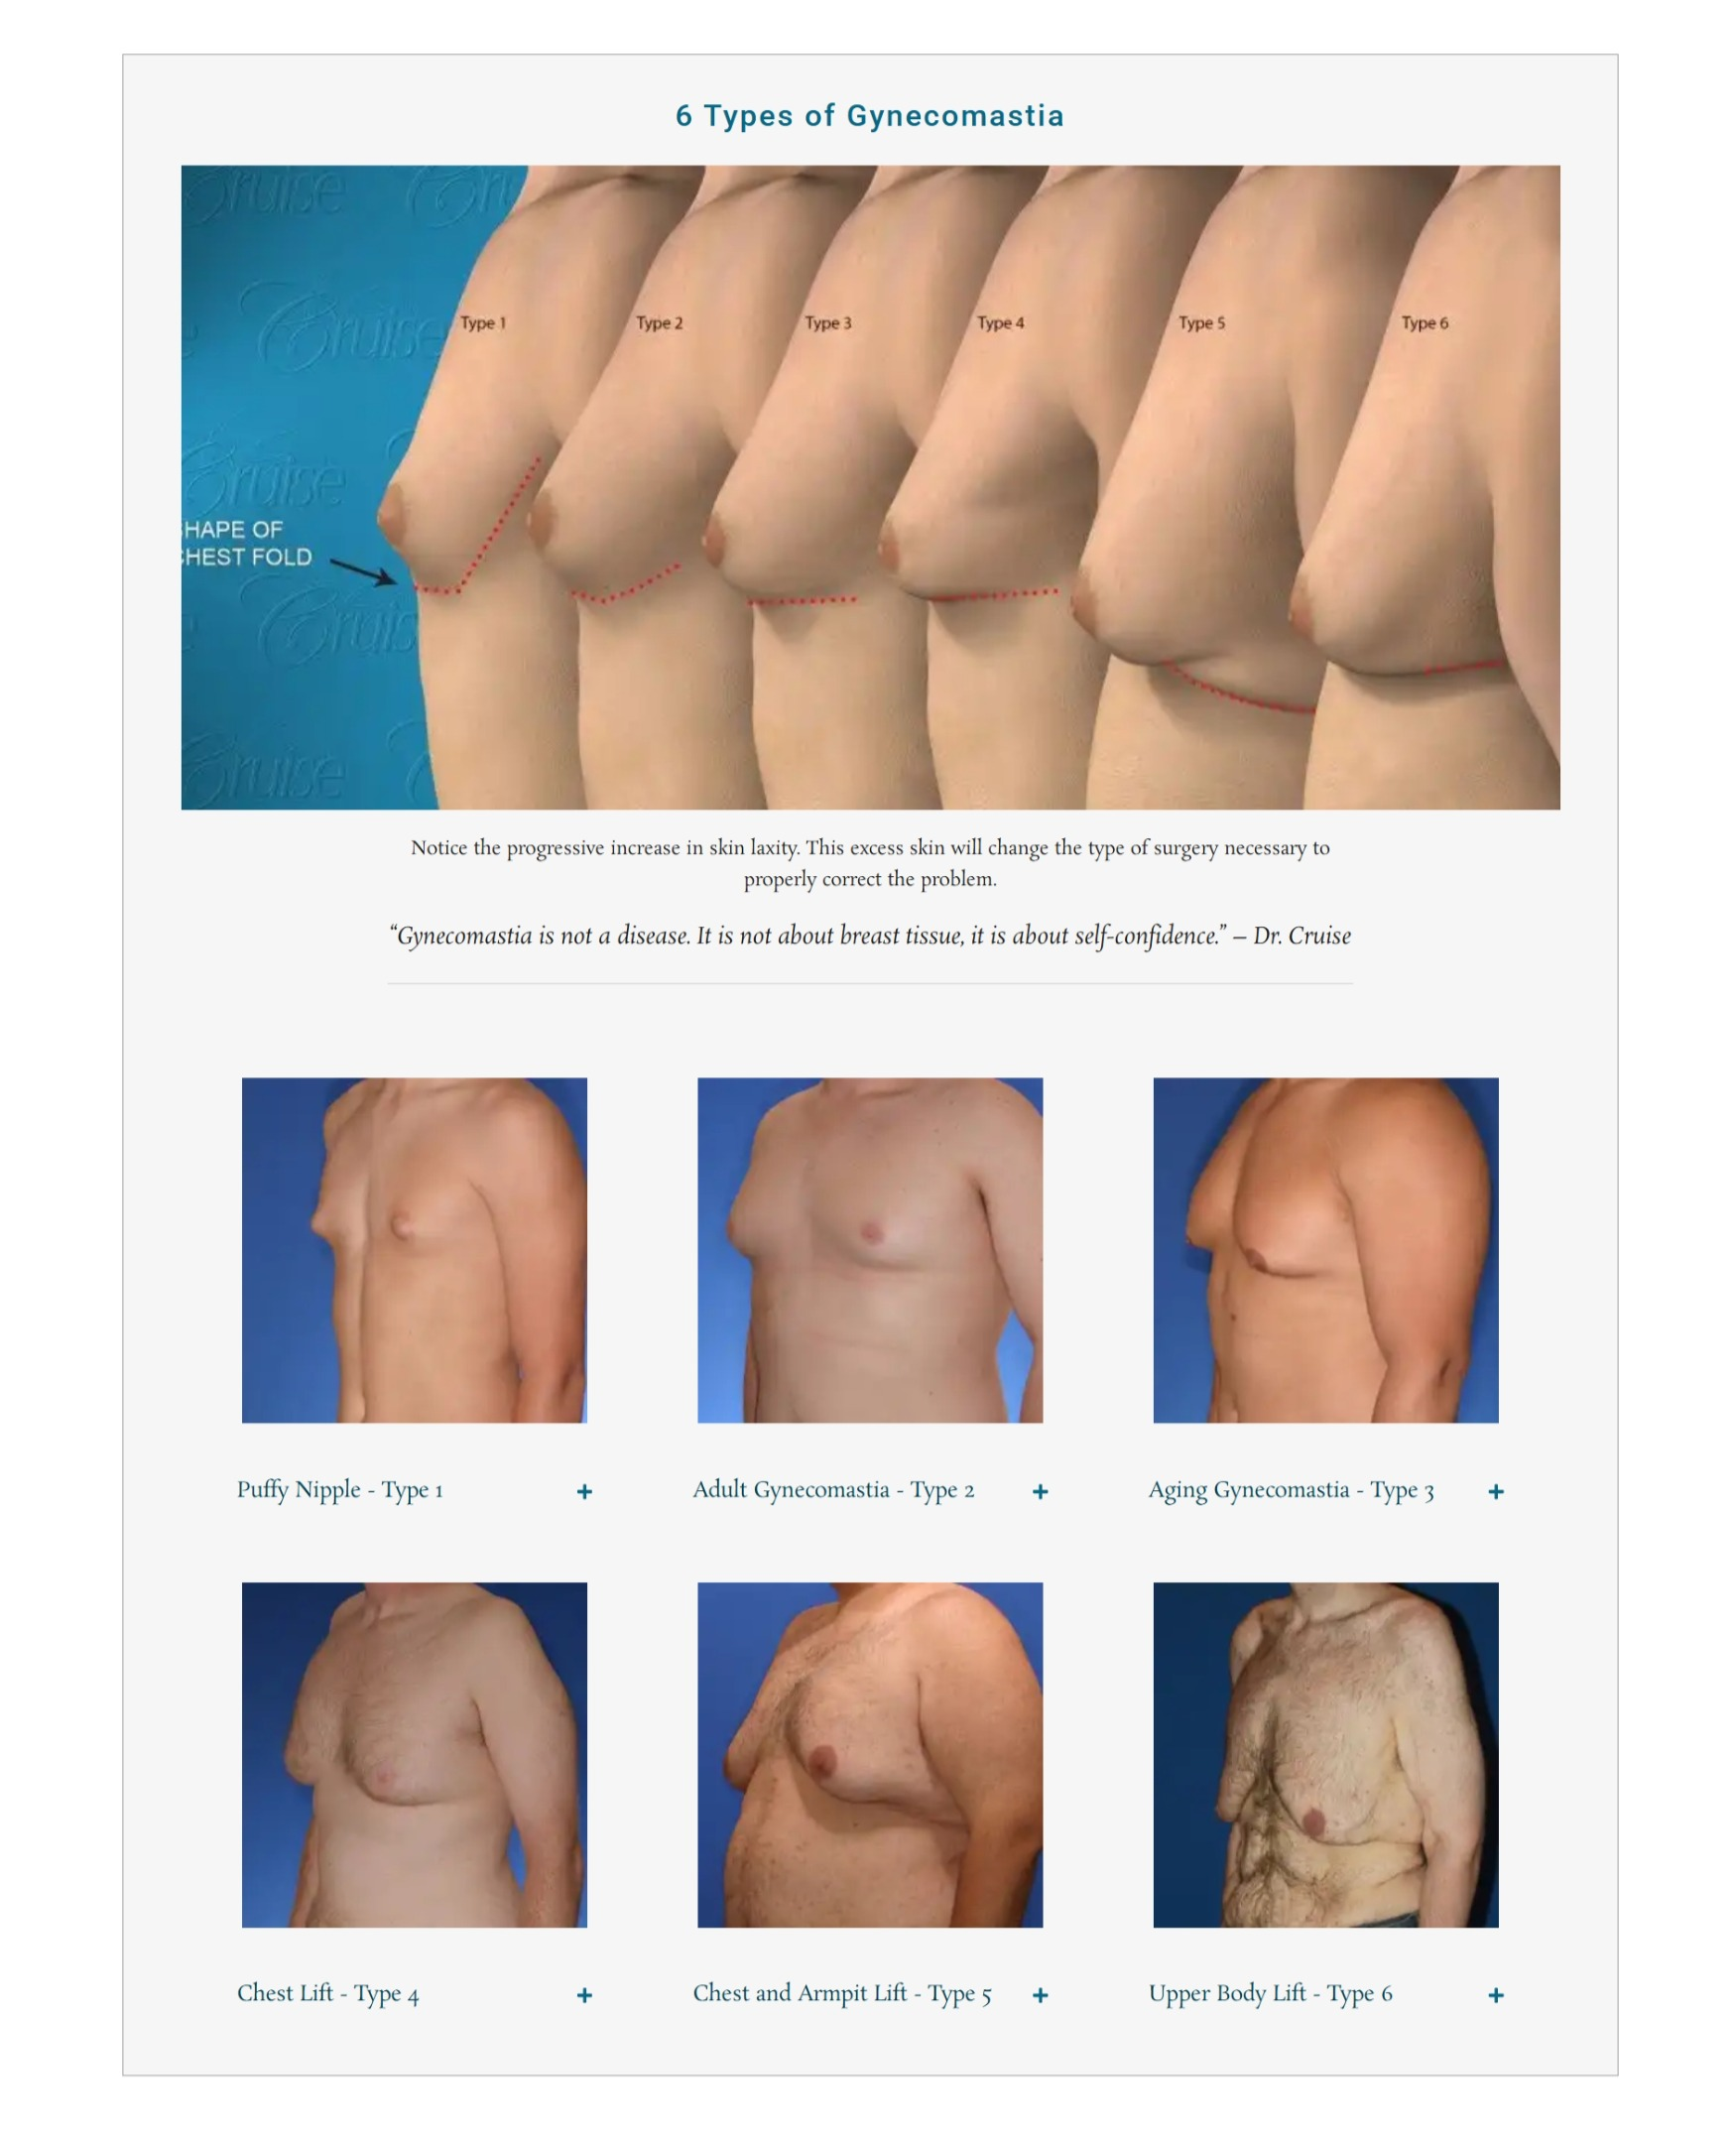 6 Types of Gynecomastia
Cruise
Type 1
Type 2
Type 3
Type 4
Type 5
Type 6
Cruise
Cruise
HAPE OF
HEST FOLD
Cruise
Notice the progressive increase in skin laxity. This excess skin will change the type of surgery necessary to
properly correct the problem.
“Gynecomastia is not a disease. It is not about breast tissue, it is about self-confidence.” – Dr. Cruise
Puffy Nipple - Type 1 +
Adult Gynecomastia - Type 2 +
Aging Gynecomastia - Type 3 +
Chest Lift - Type 4 +
Chest and Armpit Lift - Type 5 +
Upper Body Lift - Type 6 +